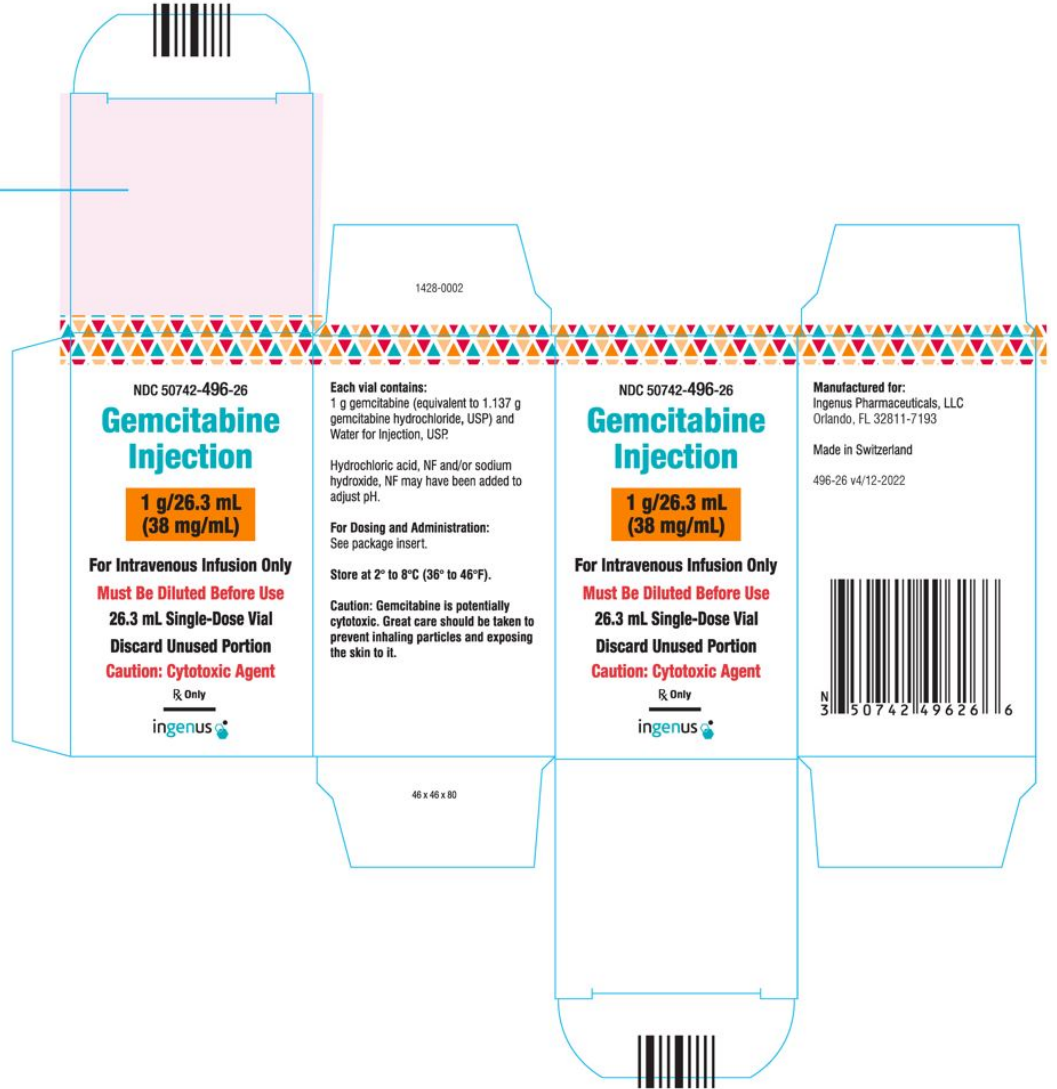 1428-0002
NDC 50742-496-26
Gemcitabine
Injection
1 g/26.3 mL
(38 mg/mL)
For Intravenous Infusion Only
Must Be Diluted Before Use
26.3 mL Single-Dose Vial
Discard Unused Portion
Caution: Cytotoxic Agent
℞ Only
ingenus
Each vial contains:
1 g gemcitabine (equivalent to 1.137 g
gemcitabine hydrochloride, USP) and
Water for Injection, USP.
Hydrochloric acid, NF and/or sodium
hydroxide, NF may have been added to
adjust pH.
For Dosing and Administration:
See package insert.
Store at 2° to 8°C (36° to 46°F).
Caution: Gemcitabine is potentially
cytotoxic. Great care should be taken to
prevent inhaling particles and exposing
the skin to it.
NDC 50742-496-26
Gemcitabine
Injection
1 g/26.3 mL
(38 mg/mL)
For Intravenous Infusion Only
Must Be Diluted Before Use
26.3 mL Single-Dose Vial
Discard Unused Portion
Caution: Cytotoxic Agent
℞ Only
ingenus
Manufactured for:
Ingenus Pharmaceuticals, LLC
Orlando, FL 32811-7193
Made in Switzerland
496-26 v4/12-2022
N
3 50742 49626 6
46 x 46 x 80